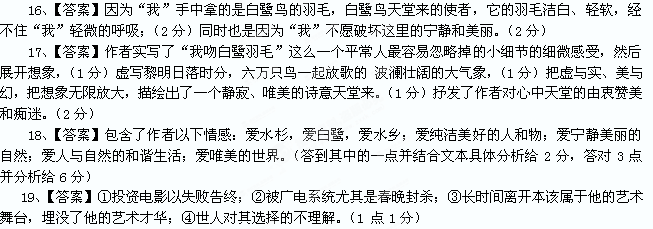 16、【答案】因为“我”手中拿的是白鹭鸟的羽毛，白鹭鸟天堂来的使者，它的羽毛洁白、轻软，经
不住“我”轻微的呼吸；（2分）同时也是因为“我”不愿破坏这里的宁静和美丽。（2分）
17、【答案】作者实写了“我吻白鹭羽毛”这么一个平常人最容易忽略掉的小细节的细微感受，然后
展开想象，（1分）虚写黎明日落时分，六万只鸟一起放歌的 波澜壮阔的大气象，（1分）把虚与实、美与
幻，把想象无限放大，描绘出了一个静寂、唯美的诗意天堂来。（1分）抒发了作者对心中天堂的由衷赞美
和痴迷。（2分）
18、【答案】包含了作者以下情感：爱水杉，爱白鹭，爱水乡；爱纯洁美好的人和物；爱宁静美丽的
自然；爱人与自然的和谐生活；爱唯美的世界。（答到其中的一点并结合文本具体分析给2分，答对3点
并分析给6分）
19、【答案】①投资电影以失败告终；②被广电系统尤其是春晚封杀；③长时间离开本该属于他的艺术
舞台，埋没了他的艺术才华；④世人对其选择的不理解。（1点1分）